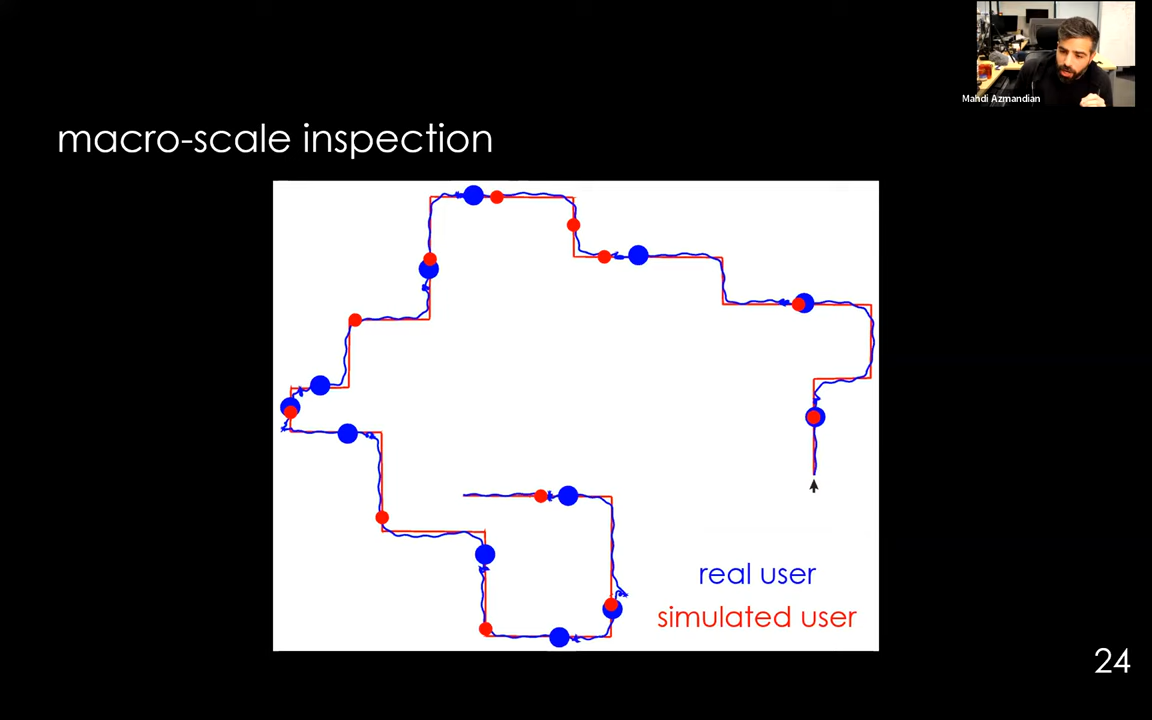 Mahdi Azmandian
macro-scale inspection
real user
simulated user
24